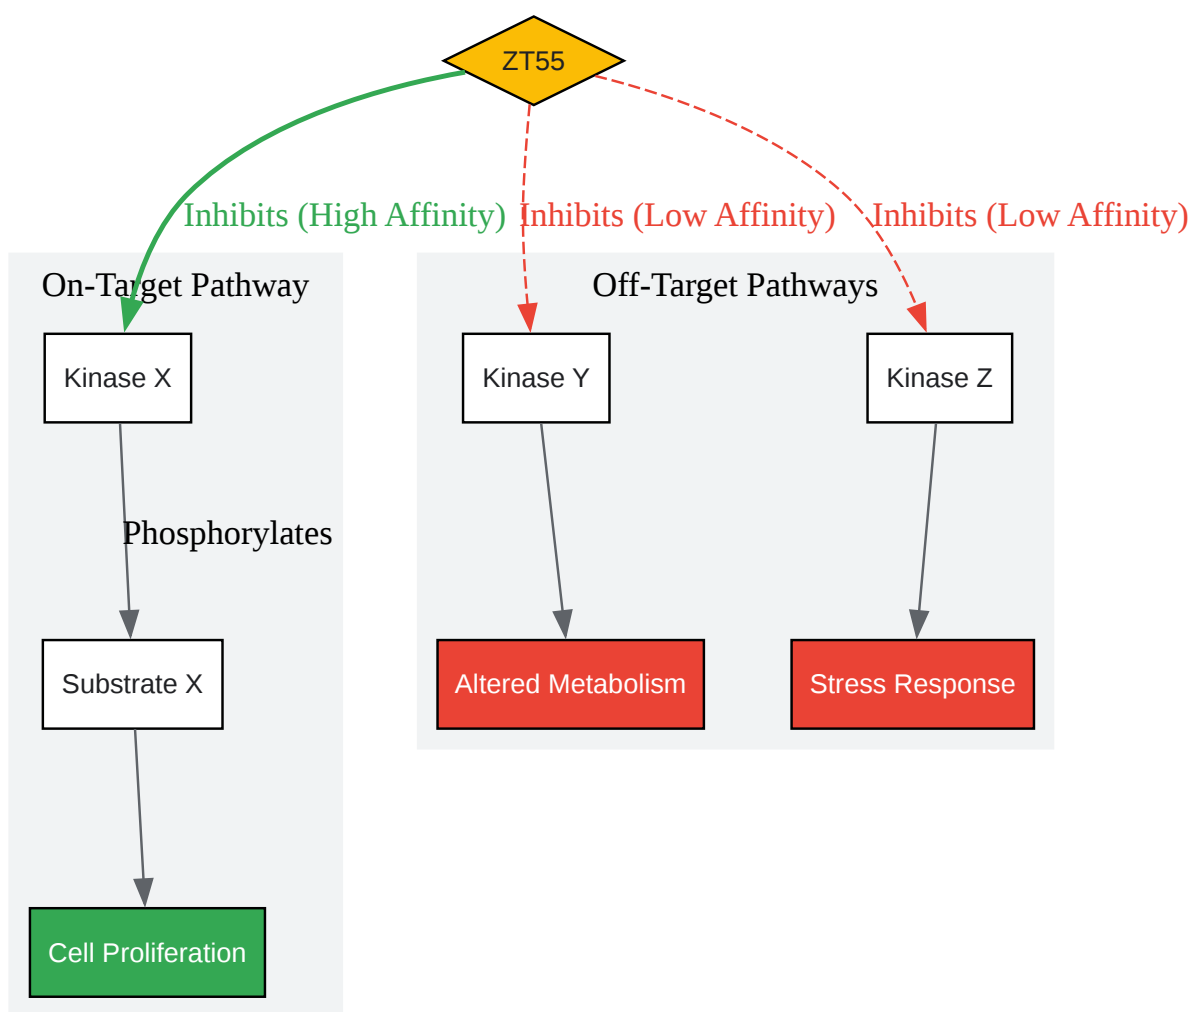 ZT55
Inhibits (High Affinity)
Inhibits (Low Affinity)
Inhibits (Low Affinity)
On-Target Pathway
Off-Target Pathways
Kinase X
Kinase Y
Kinase Z
Phosphorylates
Substrate X
Altered Metabolism
Stress Response
Cell Proliferation